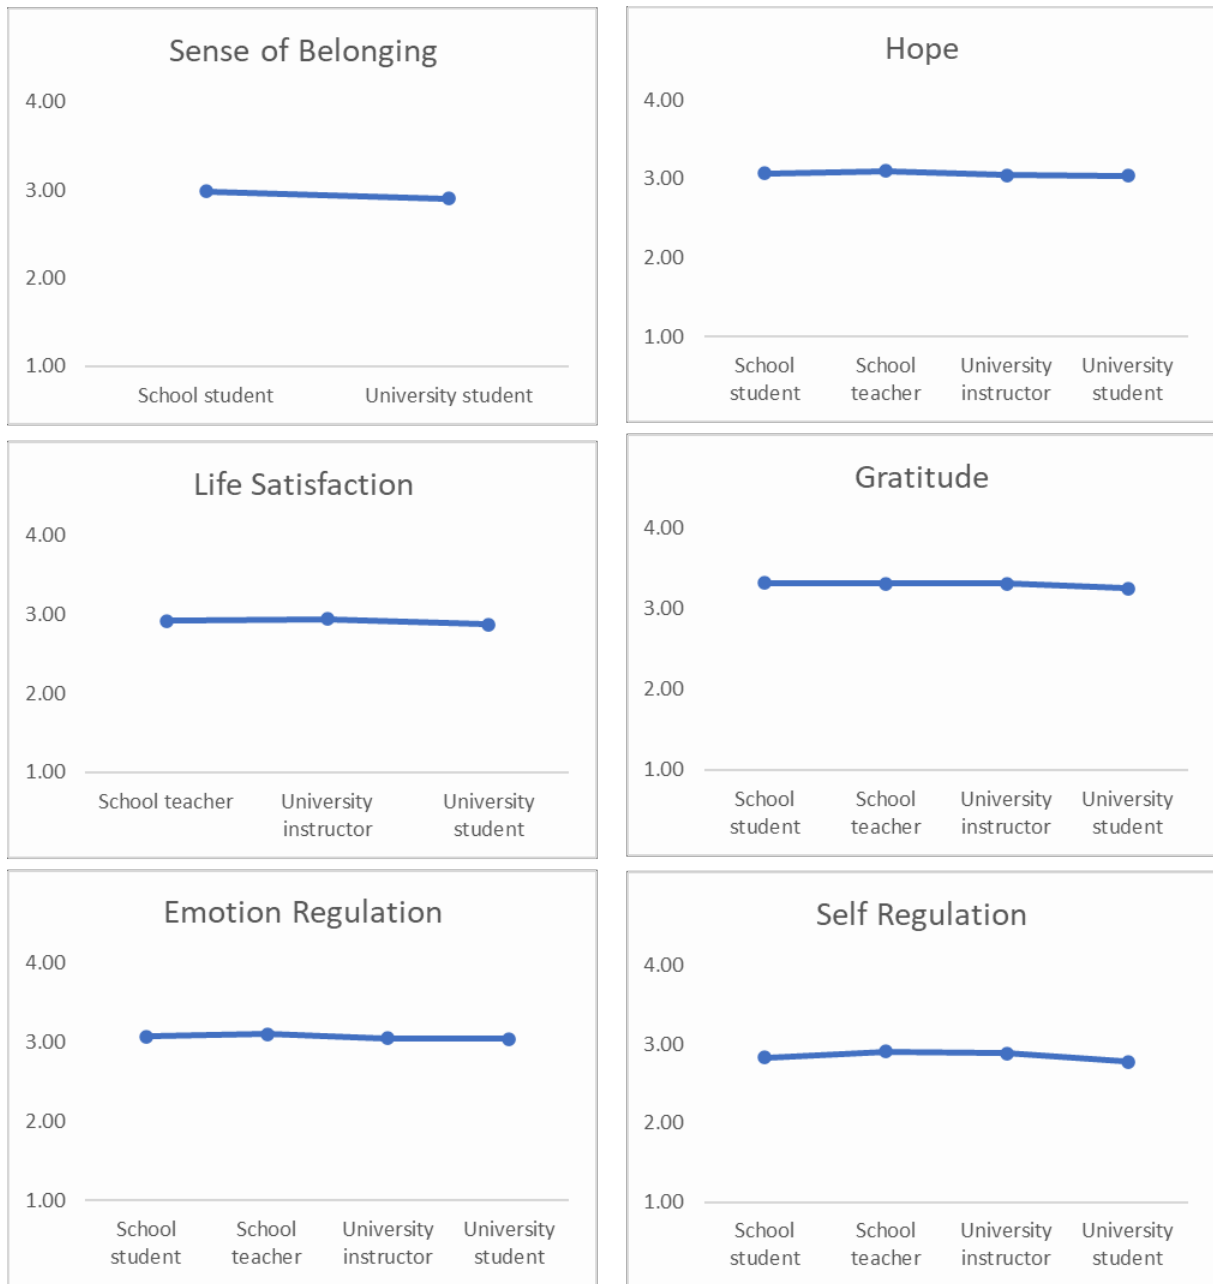 Sense of Belonging
4.00
3.00
2.00
1.00
School student University student
Hope
4.00
3.00
2.00
1.00
School School University University
student teacher instructor student
Life Satisfaction
4.00
3.00
2.00
1.00
School teacher University University
instructor student
Gratitude
4.00
3.00
2.00
1.00
School School University University
student teacher instructor student
Emotion Regulation
4.00
3.00
2.00
1.00
School School University University
student teacher instructor student
Self Regulation
4.00
3.00
2.00
1.00
School School University University
student teacher instructor student